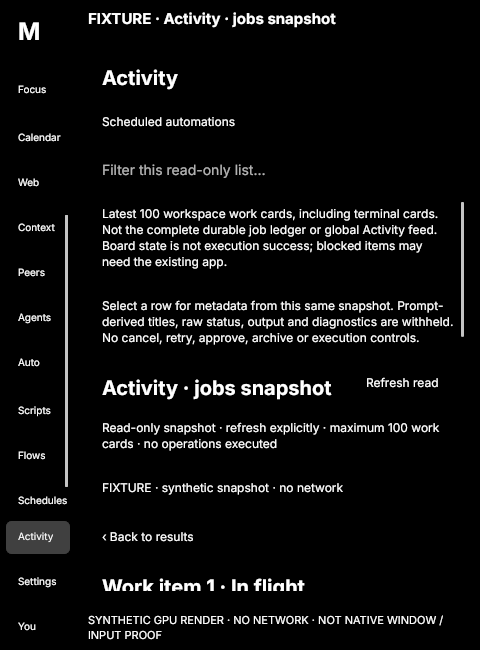 M
FIXTURE · Activity · jobs snapshot
Focus
Calendar
Web
Context
Peers
Agents
Auto
Scripts
Flows
Schedules
Activity
Settings
You
Activity
Scheduled automations
Filter this read-only list...
Latest 100 workspace work cards, including terminal cards.
Not the complete durable job ledger or global Activity feed.
Board state is not execution success; blocked items may
need the existing app.
Select a row for metadata from this same snapshot. Prompt-
derived titles, raw status, output and diagnostics are withheld.
No cancel, retry, approve, archive or execution controls.
Activity · jobs snapshot
Refresh read
Read-only snapshot · refresh explicitly · maximum 100 work
cards · no operations executed
FIXTURE · synthetic snapshot · no network
‹ Back to results
Work item 1 · In flight
SYNTHETIC GPU RENDER · NO NETWORK · NOT NATIVE WINDOW /
INPUT PROOF